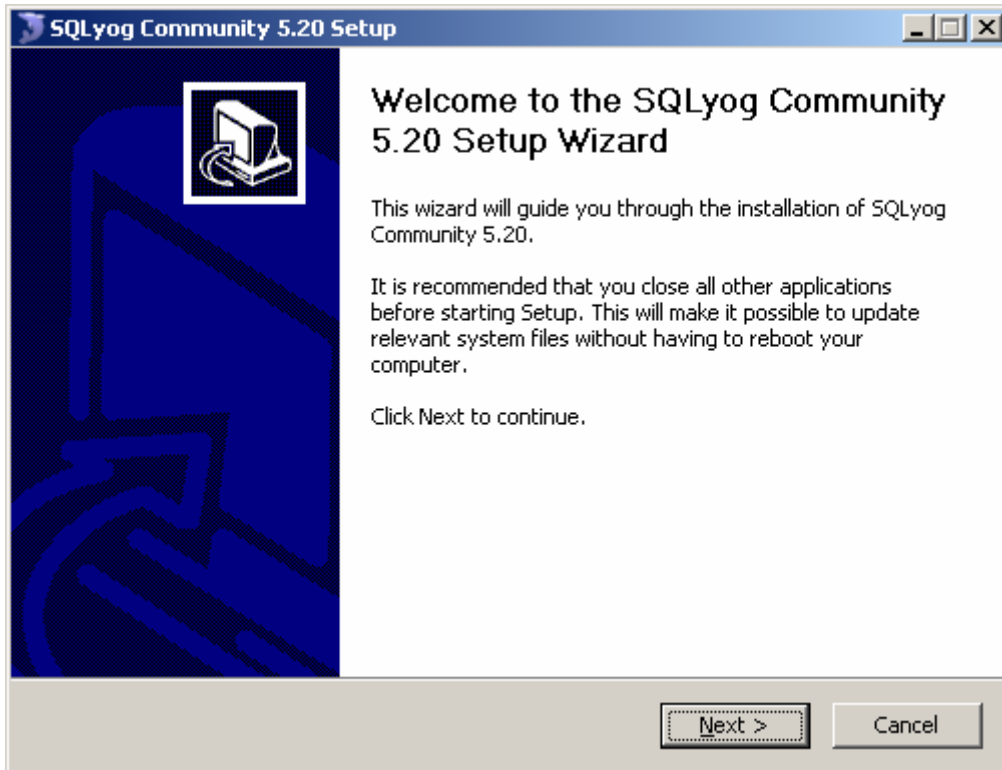 SQLyog Community 5.20 Setup
Welcome to the SQLyog Community
5.20 Setup Wizard
This wizard will guide you through the installation of SQLyog
Community 5.20.
It is recommended that you close all other applications
before starting Setup. This will make it possible to update
relevant system files without having to reboot your
computer.
Click Next to continue.
Next >
Cancel